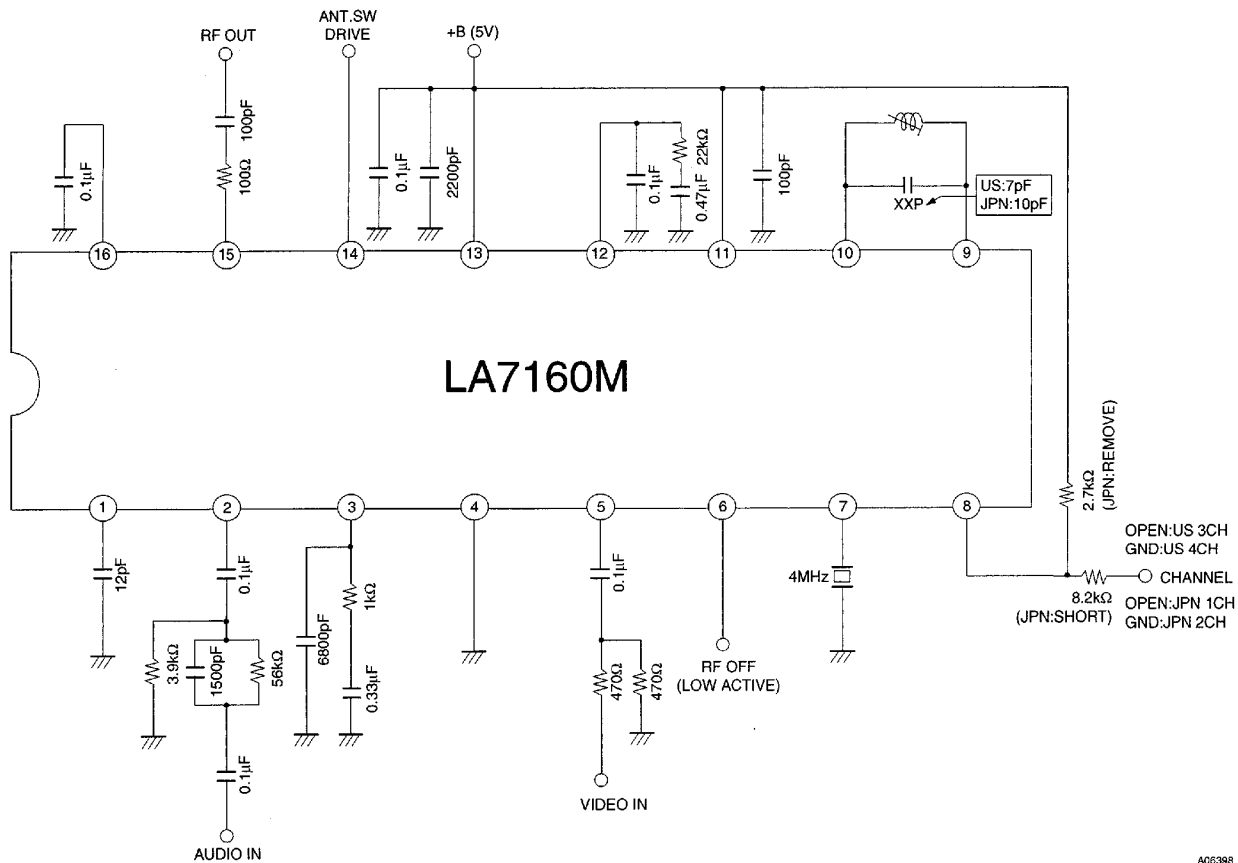 ANT.SW
DRIVE
RF OUT
+B (5V)
100pF
100Ω
0.1µF
0.1µF
2200pF
0.1µF
22kΩ
0.47µF
100pF
XXP
US:7pF
JPN:10pF
16
15
14
13
12
11
10
9
LA7160M
1
2
3
4
5
6
7
8
2.7kΩ
(JPN:REMOVE)
12pF
0.1µF
3.9kΩ
1500pF
56kΩ
0.1µF
AUDIO IN
6800pF
1kΩ
0.33µF
0.1µF
470Ω
470Ω
VIDEO IN
RF OFF
(LOW ACTIVE)
4MHz
OPEN:US 3CH
GND:US 4CH
CHANNEL
8.2kΩ
(JPN:SHORT)
OPEN:JPN 1CH
GND:JPN 2CH
A06398